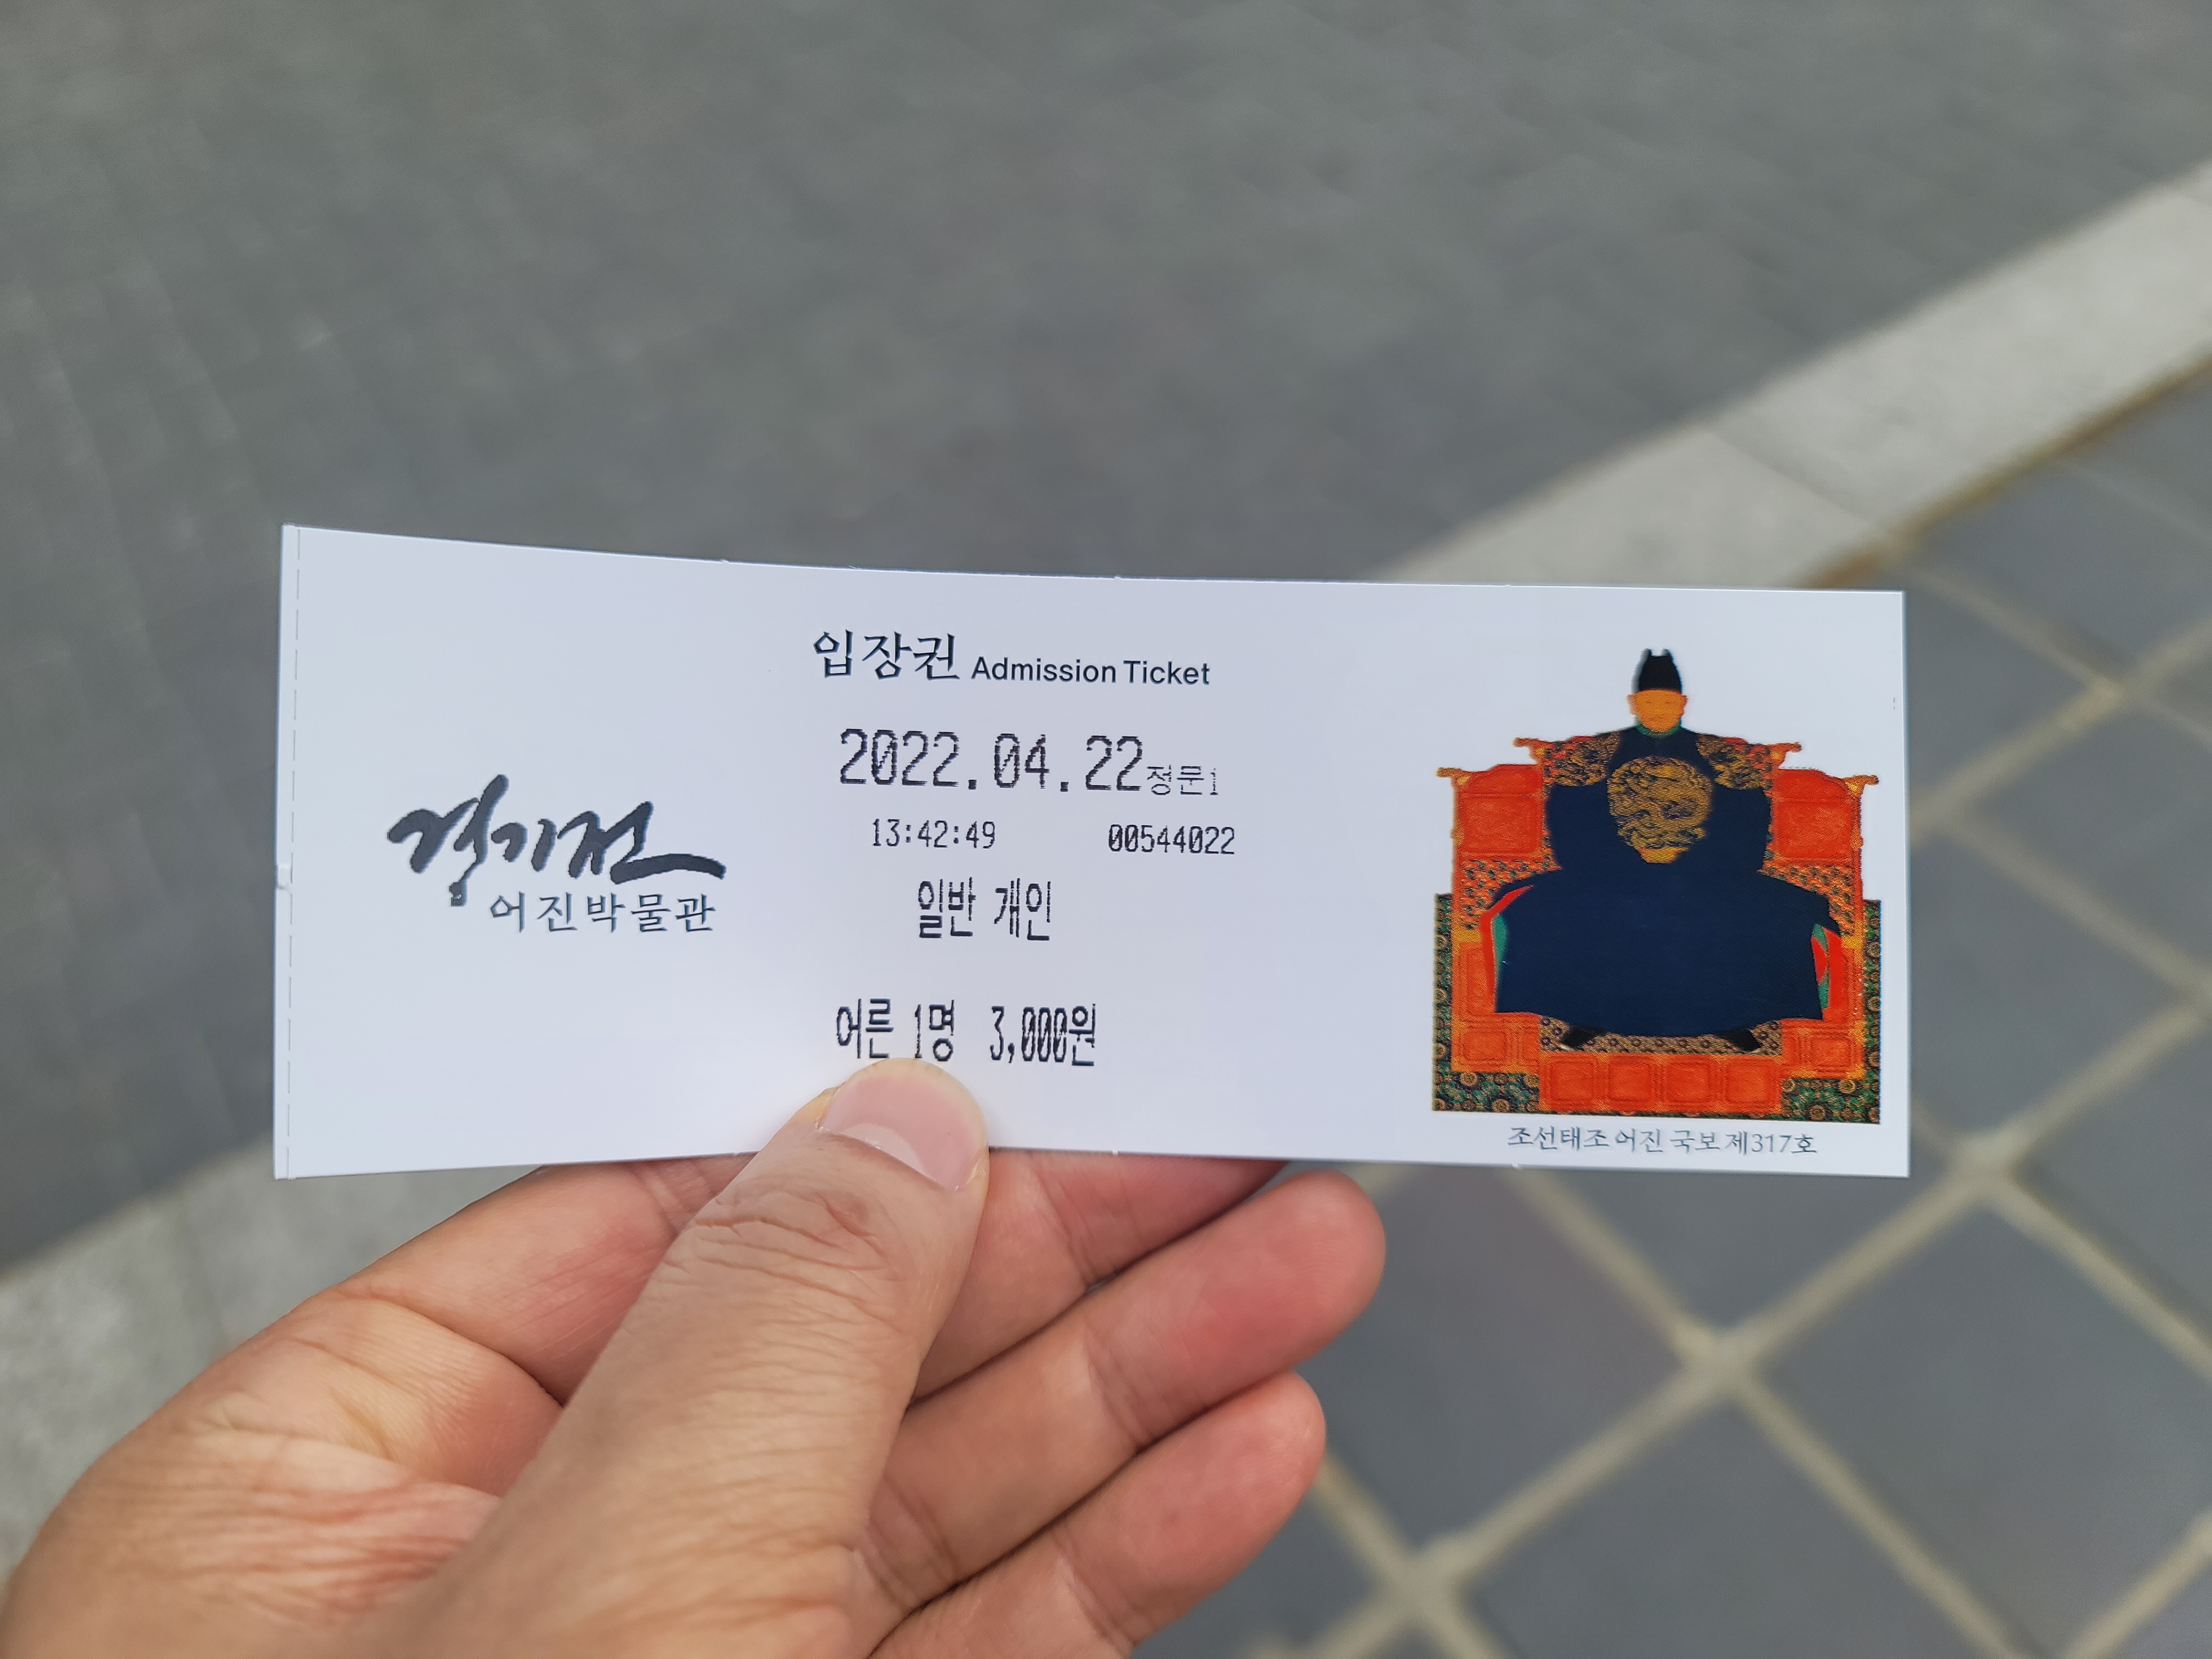 경기전
어진박물관
입장권 Admission Ticket
2022.04.22 정문1
13:42:49 00544022
일반 개인
어른 1명 3,000원
조선태조 어진 국보 제317호